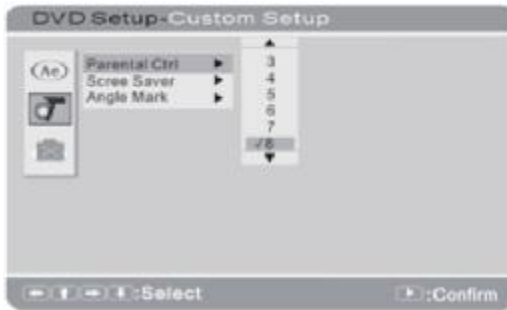 DVD Setup-Custom Setup
(Ae)
Parental Ctrl
Scree Saver
Angle Mark
3
4
5
6
7
√8
:Select
:Confirm